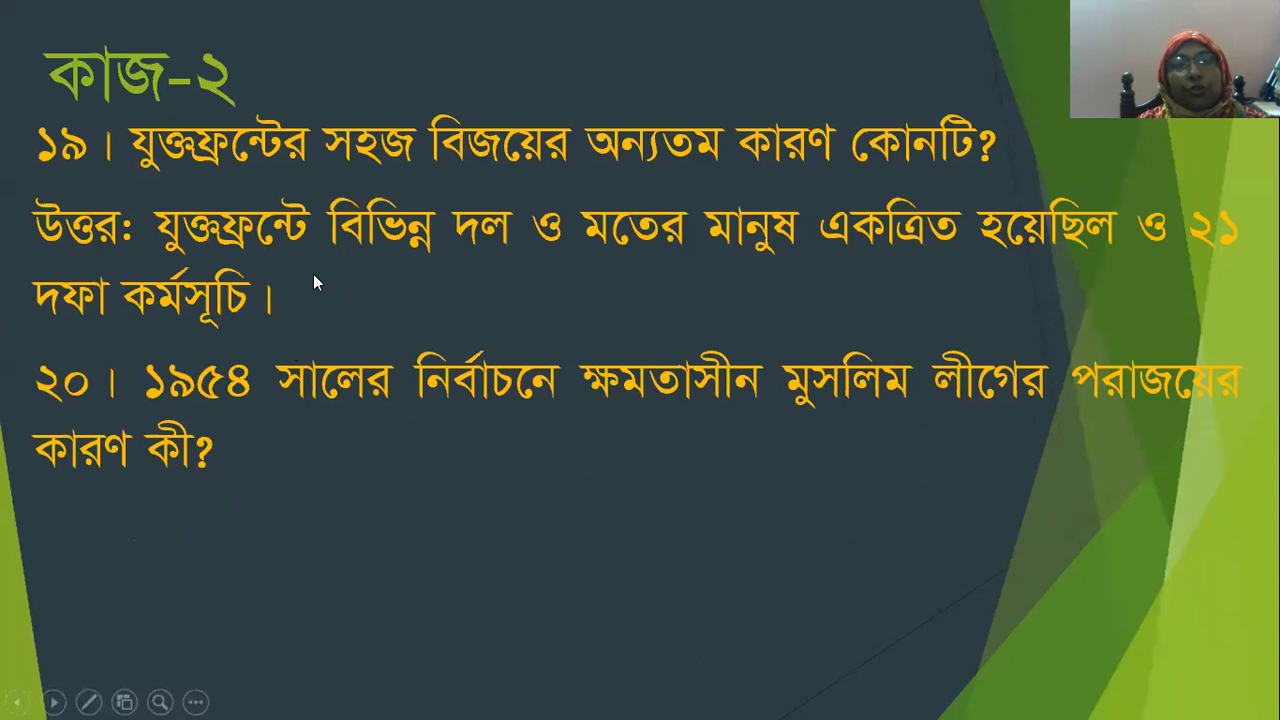 কাজ-২
১৯। যুক্তফ্রন্টের সহজ বিজয়ের অন্যতম কারণ কোনটি?
উত্তর: যুক্তফ্রন্টে বিভিন্ন দল ও মতের মানুষ একত্রিত হয়েছিল ও ২১
দফা কর্মসূচি।
২০। ১৯৫৪ সালের নির্বাচনে ক্ষমতাসীন মুসলিম লীগের পরাজয়ের
কারণ কী?